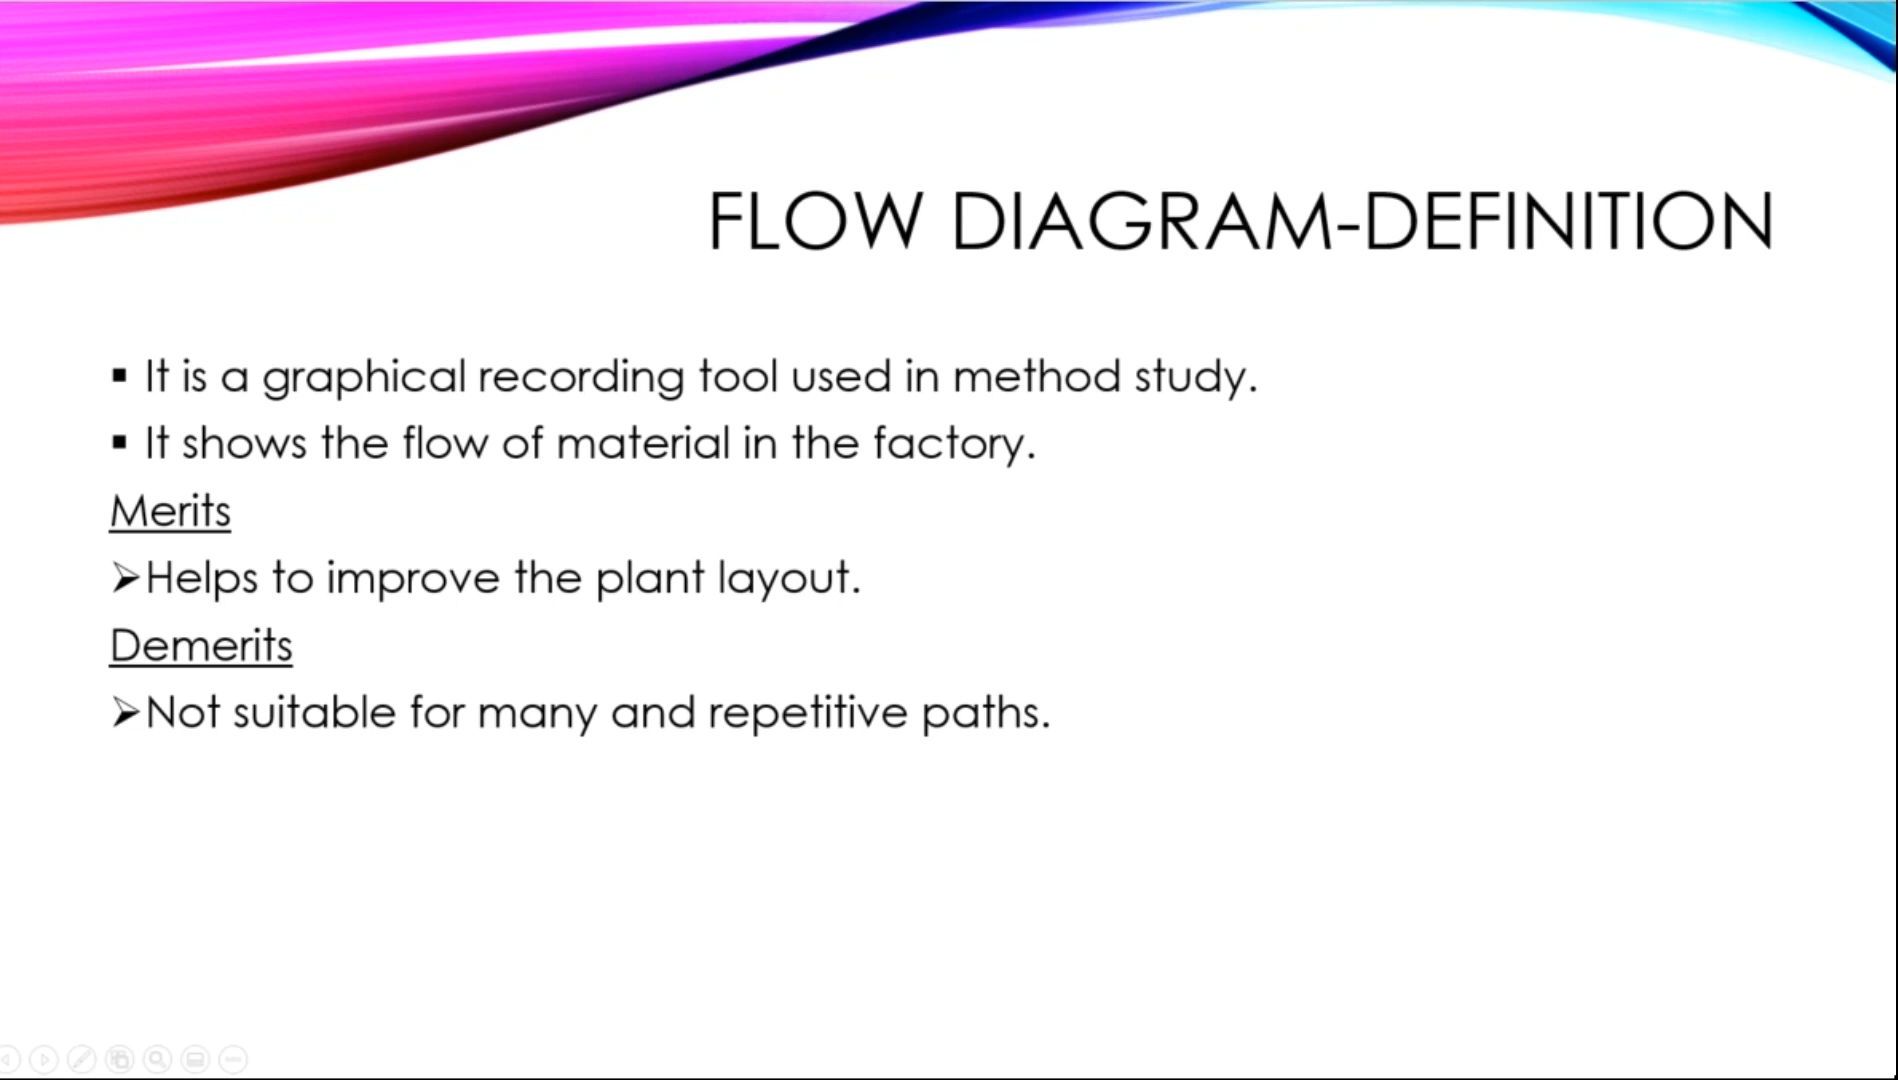 FLOW DIAGRAM-DEFINITION
▪ It is a graphical recording tool used in method study.
▪ It shows the flow of material in the factory.
Merits
➢Helps to improve the plant layout.
Demerits
➢Not suitable for many and repetitive paths.